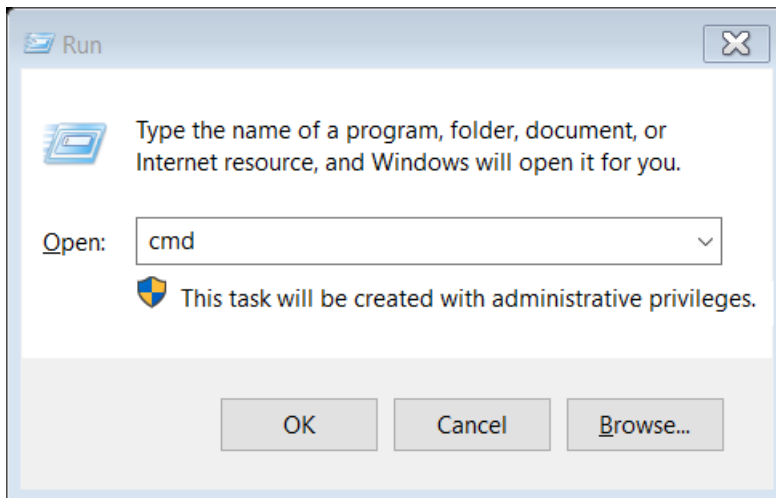 Run
Type the name of a program, folder, document, or
Internet resource, and Windows will open it for you.
Open:
cmd
This task will be created with administrative privileges.
OK
Cancel
Browse...